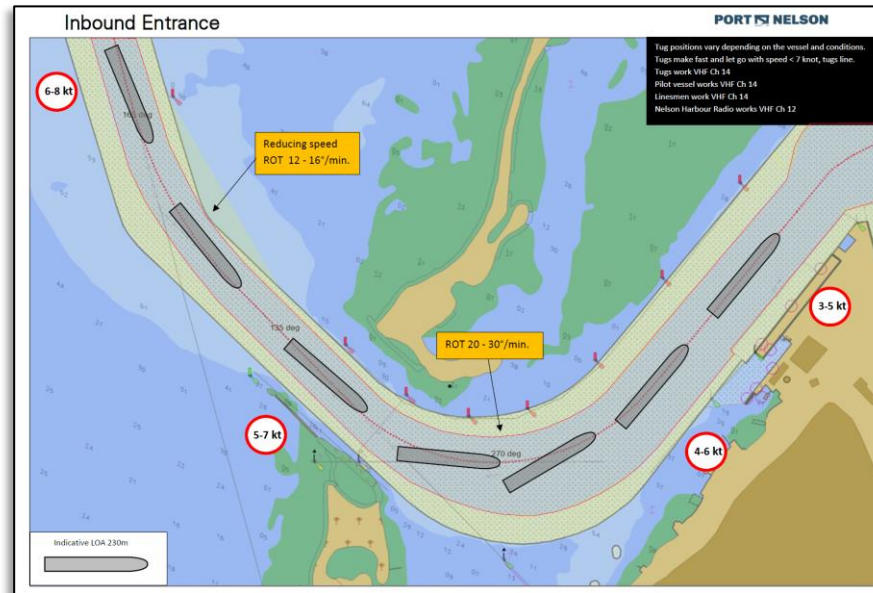 Inbound Entrance
PORT NELSON
Tug positions vary depending on the vessel and conditions.
Tugs make fast and let go with speed < 7 knot, tugs line.
Tugs work VHF Ch 14
Pilot vessel works VHF Ch 14
Linesmen work VHF Ch 14
Nelson Harbour Radio works VHF Ch 12
6-8 kt
Reducing speed
ROT 12 - 16°/min.
135 deg
3-5 kt
ROT 20 - 30°/min.
5-7 kt
270 deg
4-6 kt
Indicative LOA 230m